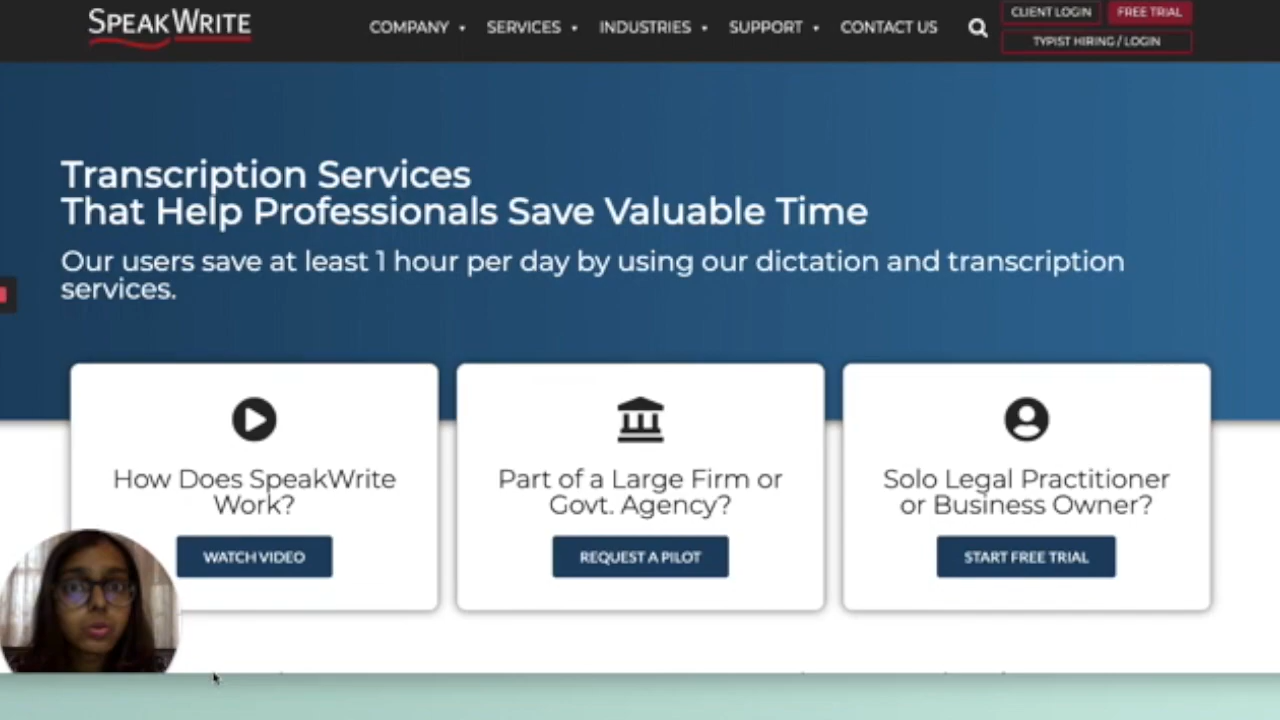 SPEAKWRITE
COMPANY SERVICES INDUSTRIES SUPPORT CONTACT US
CLIENT LOGIN FREE TRIAL
TYPIST HIRING / LOGIN
Transcription Services
That Help Professionals Save Valuable Time
Our users save at least 1 hour per day by using our dictation and transcription
services.
How Does SpeakWrite
Work?
WATCH VIDEO
Part of a Large Firm or
Govt. Agency?
REQUEST A PILOT
Solo Legal Practitioner
or Business Owner?
START FREE TRIAL